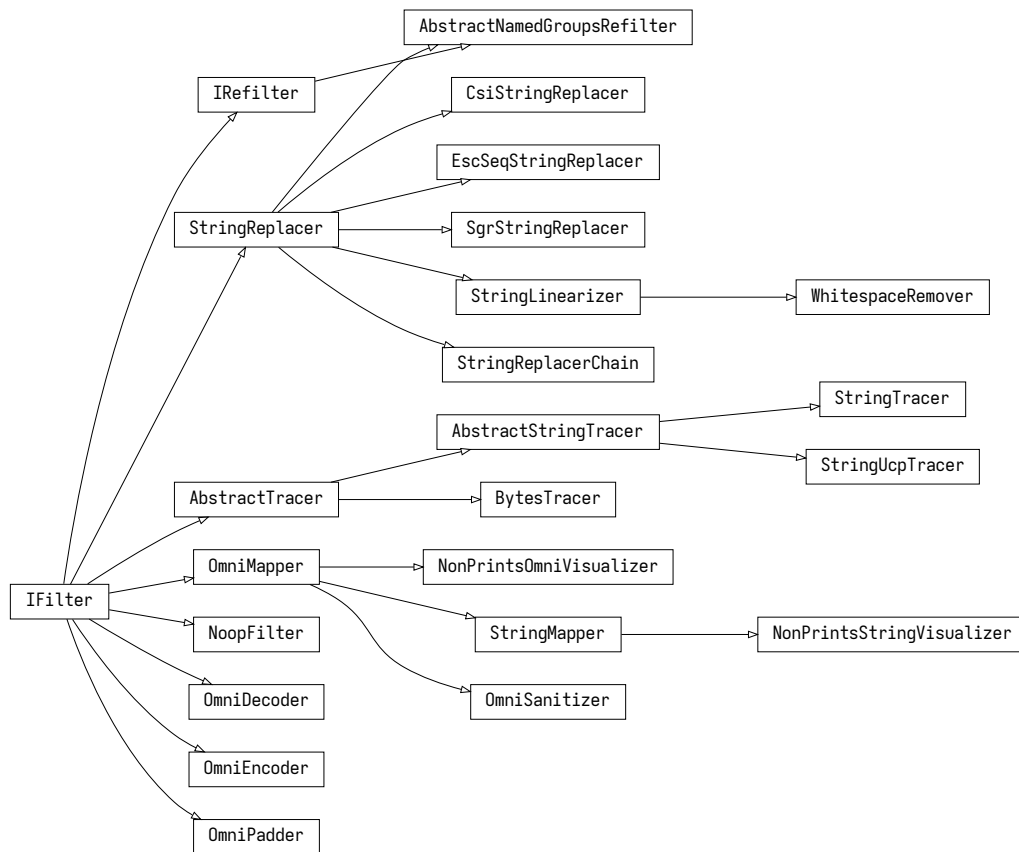 AbstractNamedGroupsRefilter
IRefilter
CsiStringReplacer
EscSeqStringReplacer
StringReplacer
SgrStringReplacer
StringLinearizer
WhitespaceRemover
StringReplacerChain
StringTracer
AbstractStringTracer
StringUcpTracer
AbstractTracer
BytesTracer
OmniMapper
NonPrintsOmniVisualizer
IFilter
NoopFilter
StringMapper
NonPrintsStringVisualizer
OmniDecoder
OmniSanitizer
OmniEncoder
OmniPadder